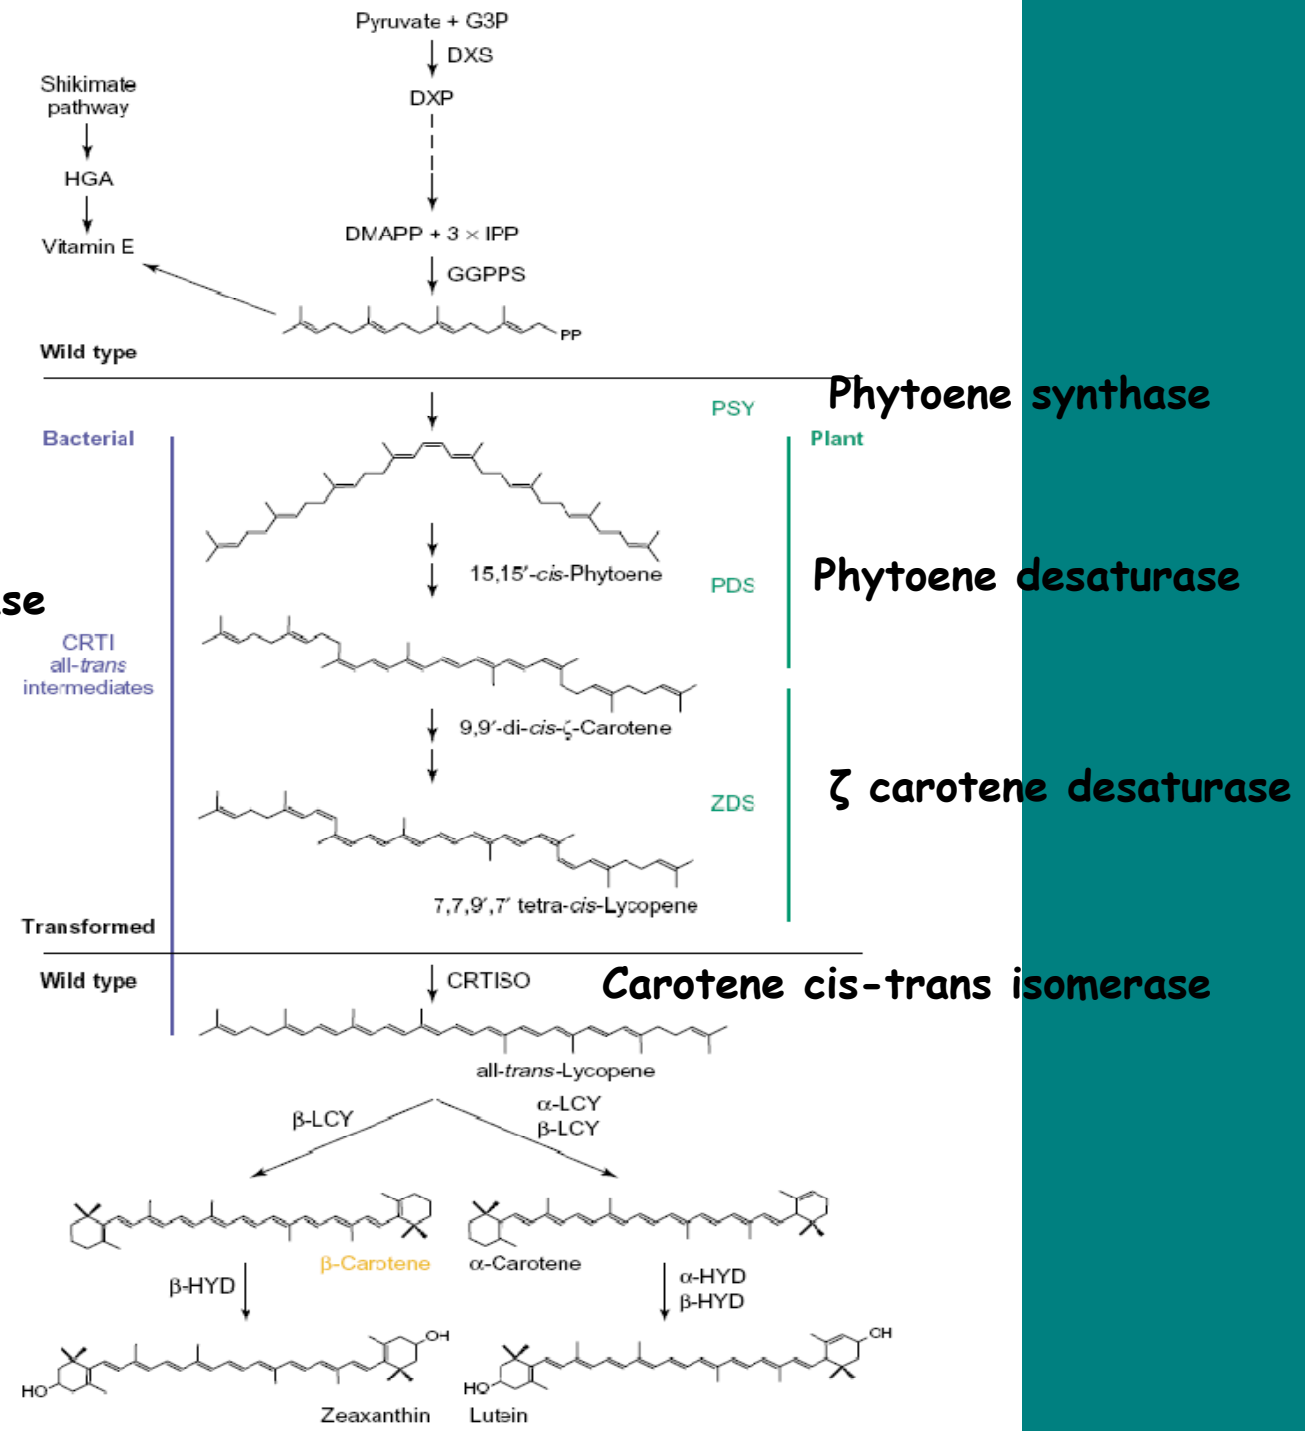 Pyruvate + G3P
DXS
Shikimate
pathway
DXP
HGA
Vitamin E
DMAPP + 3 × IPP
GGPPS
PP
Wild type
PSY
Phytoene synthase
Bacterial
Plant
15,15′-cis-Phytoene
PDS
Phytoene desaturase
se
CRTI
all-trans
intermediates
9,9′-di-cis-ζ-Carotene
ZDS
ζ carotene desaturase
7,7,9′,7′ tetra-cis-Lycopene
Transformed
Wild type
CRTISO
Carotene cis-trans isomerase
all-trans-Lycopene
β-LCY
α-LCY
β-LCY
β-Carotene
α-Carotene
β-HYD
α-HYD
β-HYD
OH
CH
HO
HO
Zeaxanthin
Lutein